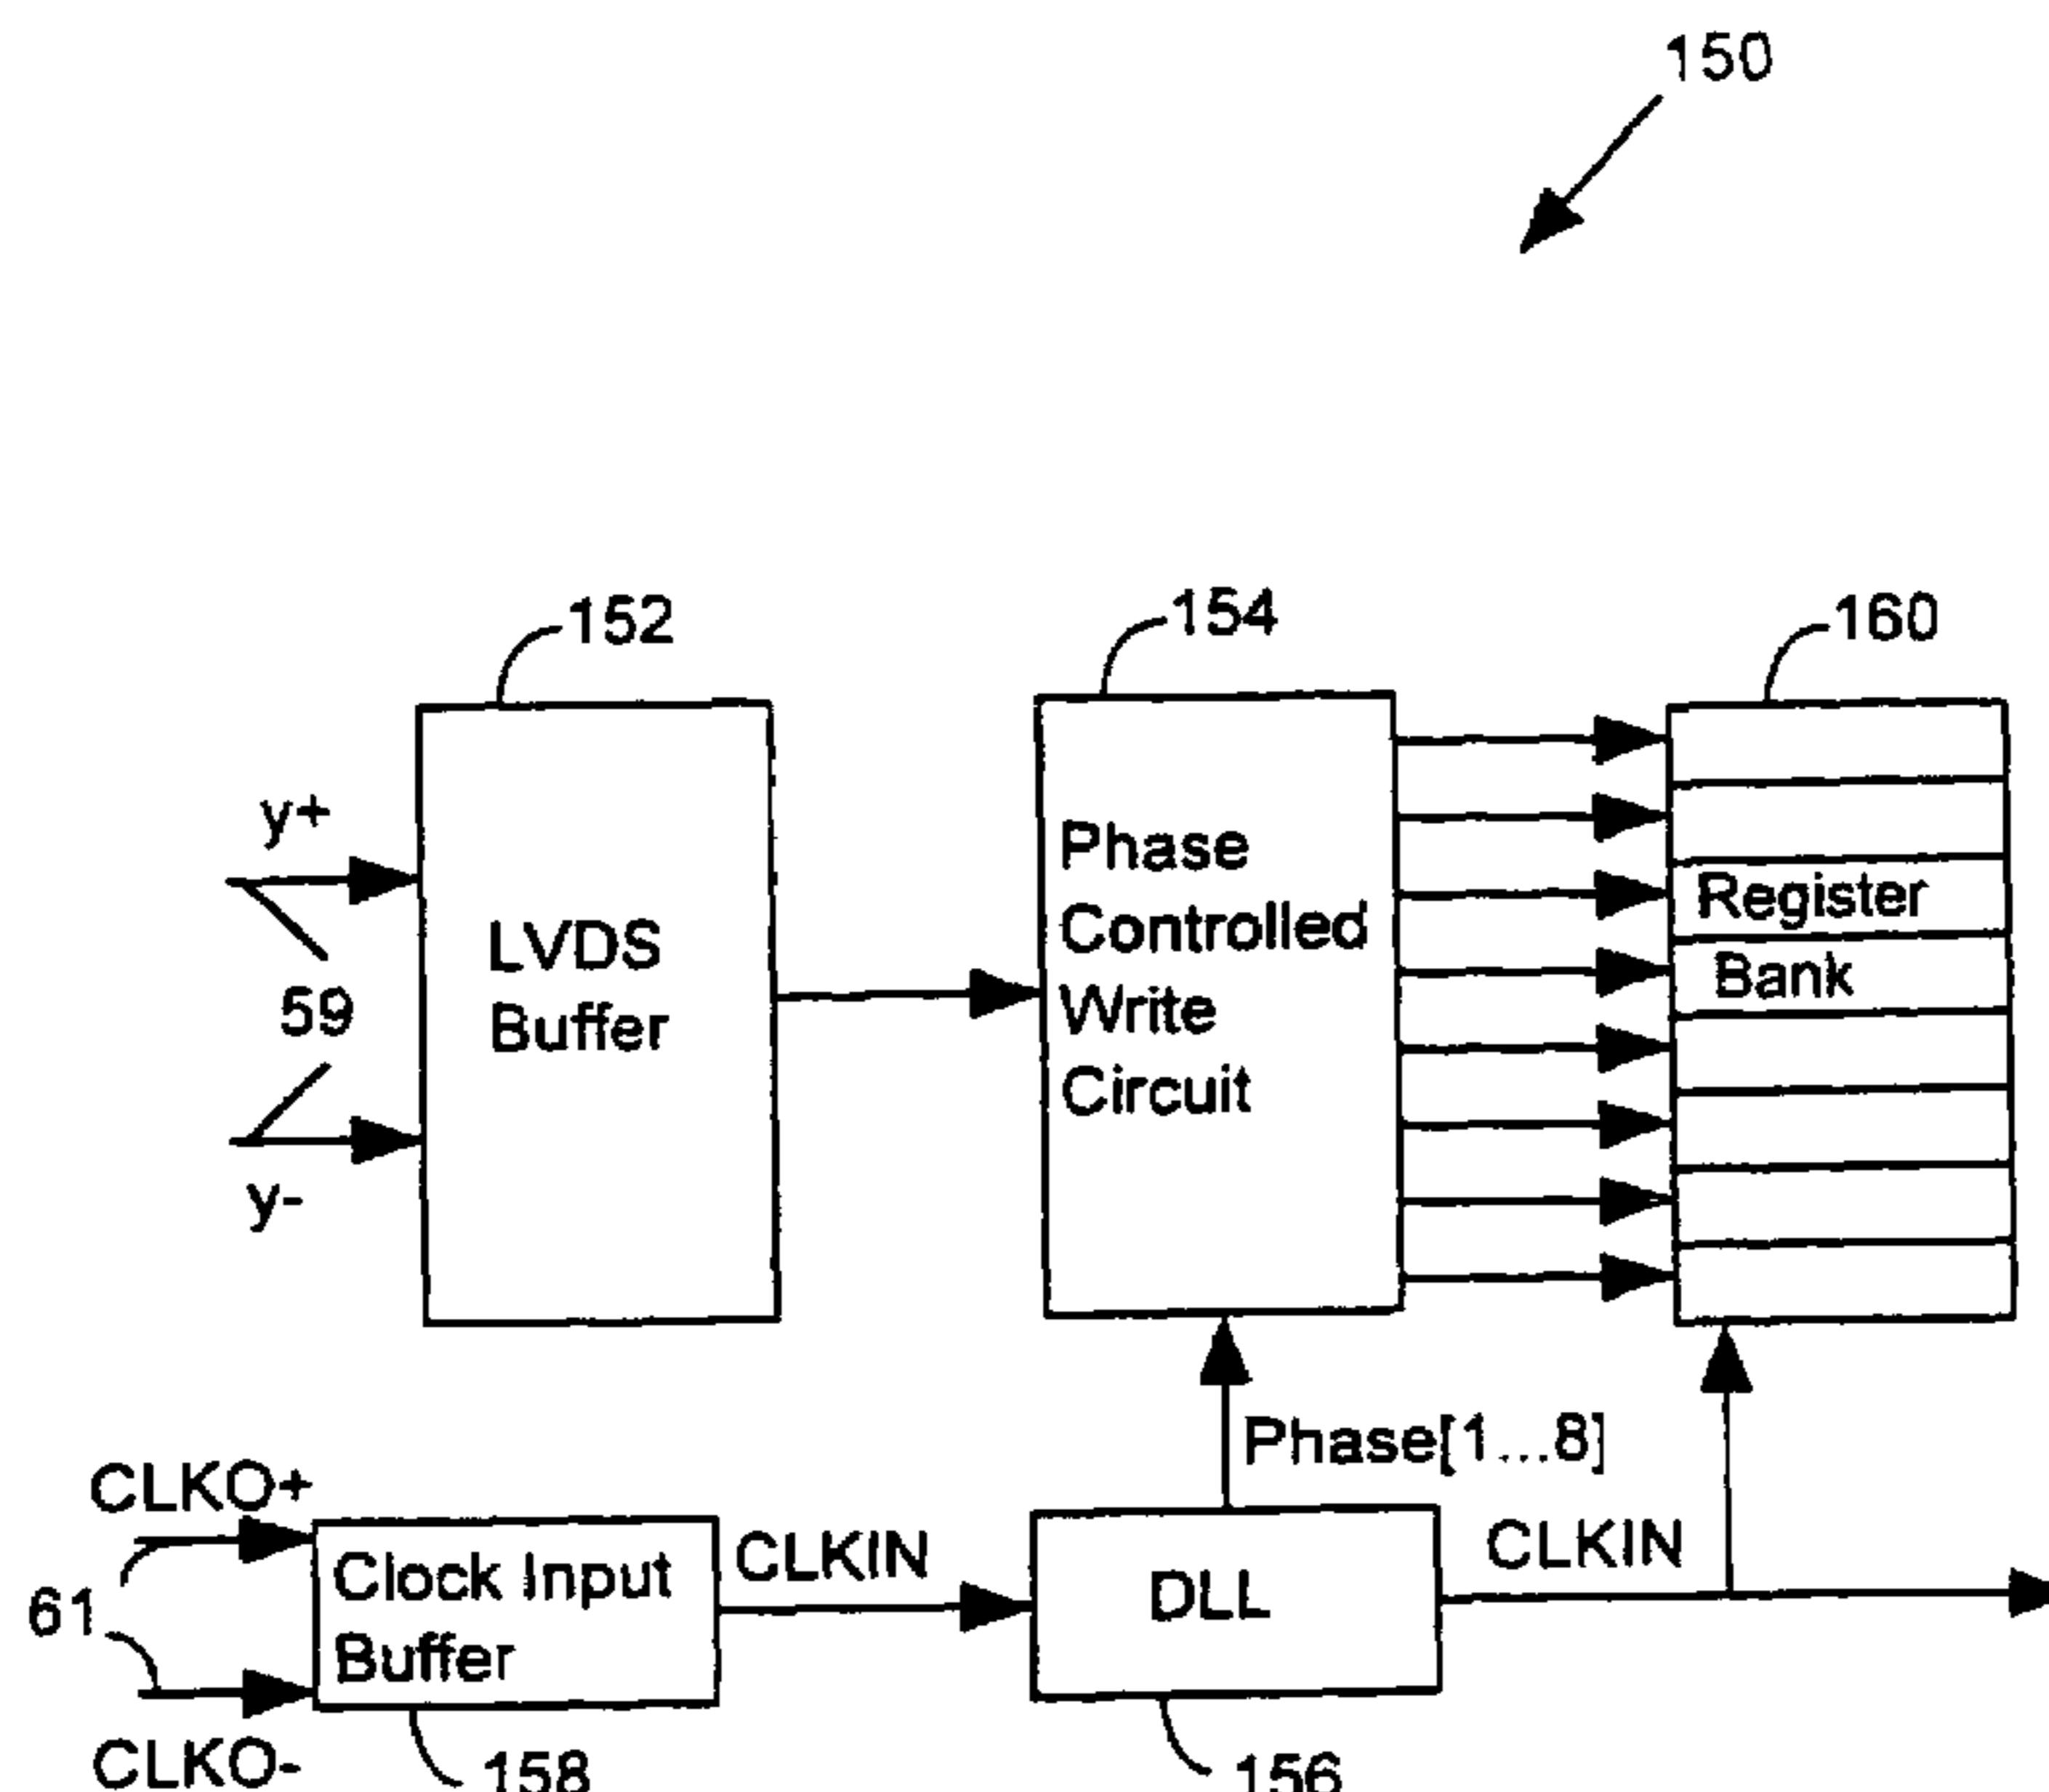 150
152
154
160
y+
59
y-
LVDS
Buffer
Phase
Controlled
Write
Circuit
Register
Bank
Phase[1...8]
CLKO+
61
CLKO-
Clock Input
Buffer
CLKIN
DLL
CLKIN
158
156